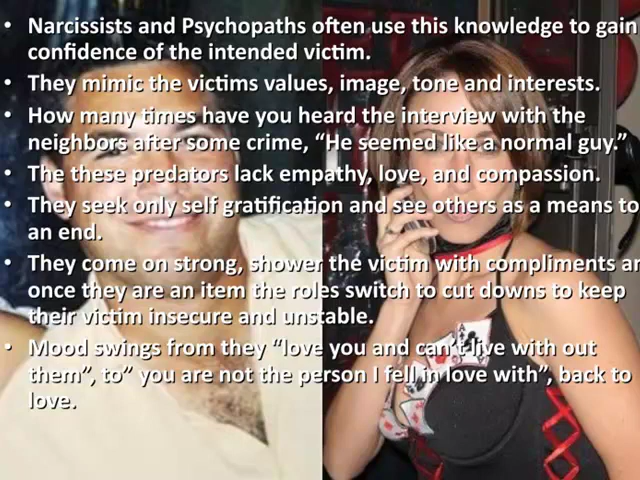 • Narcissists and Psychopaths often use this knowledge to gain
confidence of the intended victim.
• They mimic the victims values, image, tone and interests.
• How many times have you heard the interview with the
neighbors after some crime, “He seemed like a normal guy.”
• The these predators lack empathy, love, and compassion.
• They seek only self gratification and see others as a means to
an end.
• They come on strong, shower the victim with compliments an
once they are an item the roles switch to cut downs to keep
their victim insecure and unstable.
• Mood swings from they “love you and can’t live with out
them”, to” you are not the person I fell in love with”, back to
love.